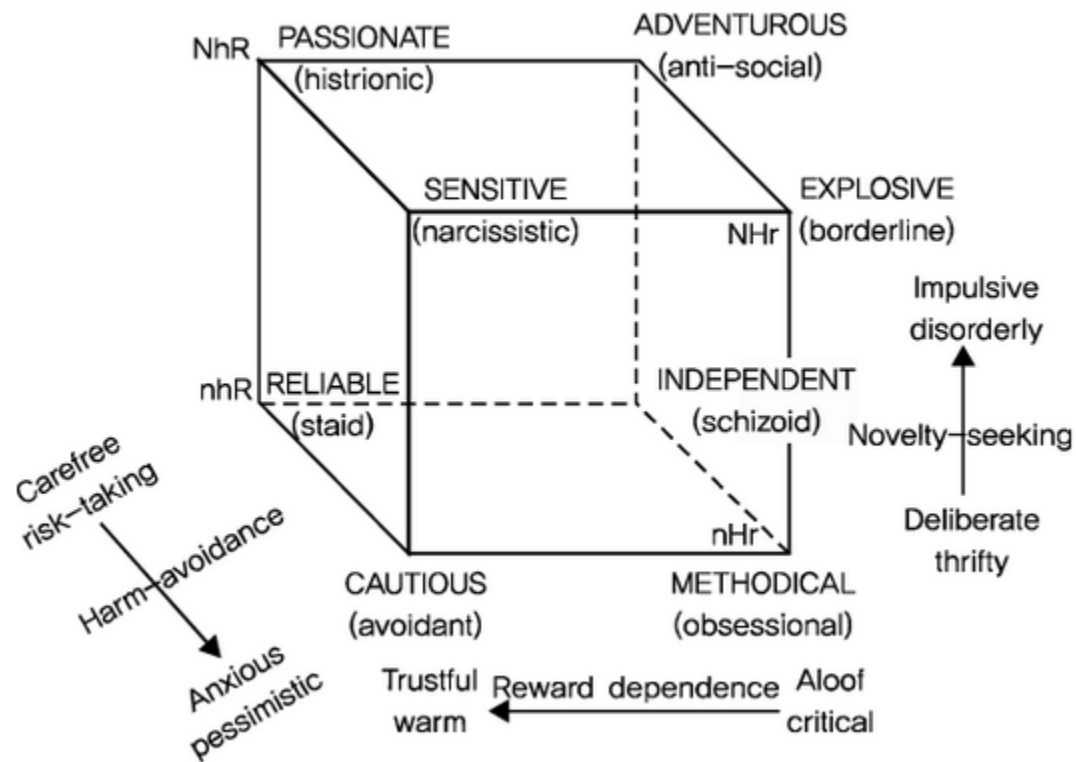 NhR
PASSIONATE
(histrionic)
ADVENTUROUS
(anti-social)
SENSITIVE
(narcissistic)
EXPLOSIVE
(borderline)
NHr
Impulsive
disorderly
nhR
RELIABLE
(staid)
INDEPENDENT
(schizoid)
Novelty-seeking
Carefree
risk-taking
Harm-avoidance
Anxious
pessimistic
nHr
Deliberate
thrifty
CAUTIOUS
(avoidant)
METHODICAL
(obsessional)
Trustful
warm
Reward dependence
Aloof
critical